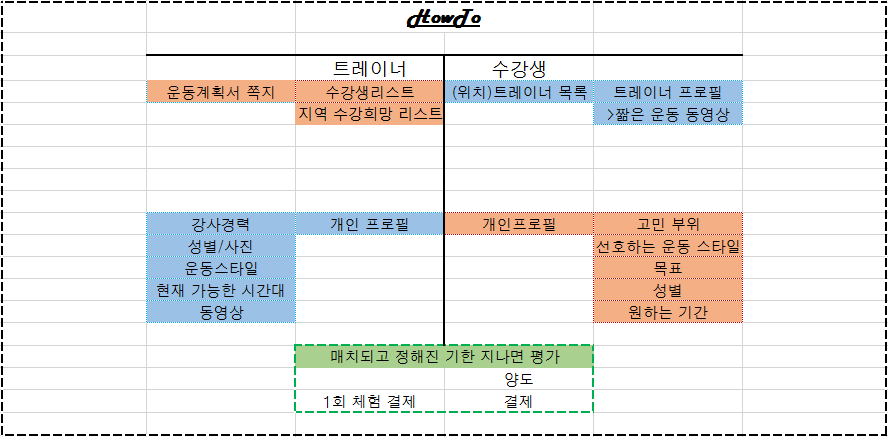 HowTo
트레이너 수강생
운동계획서 쪽지 수강생리스트 (위치)트레이너 목록 트레이너 프로필
지역 수강희망 리스트 >짧은 운동 동영상
강사경력 개인 프로필 개인프로필 고민 부위
성별/사진 선호하는 운동 스타일
운동스타일 목표
현재 가능한 시간대 성별
동영상 원하는 기간
매치되고 정해진 기한 지나면 평가
양도
1회 체험 결제 결제